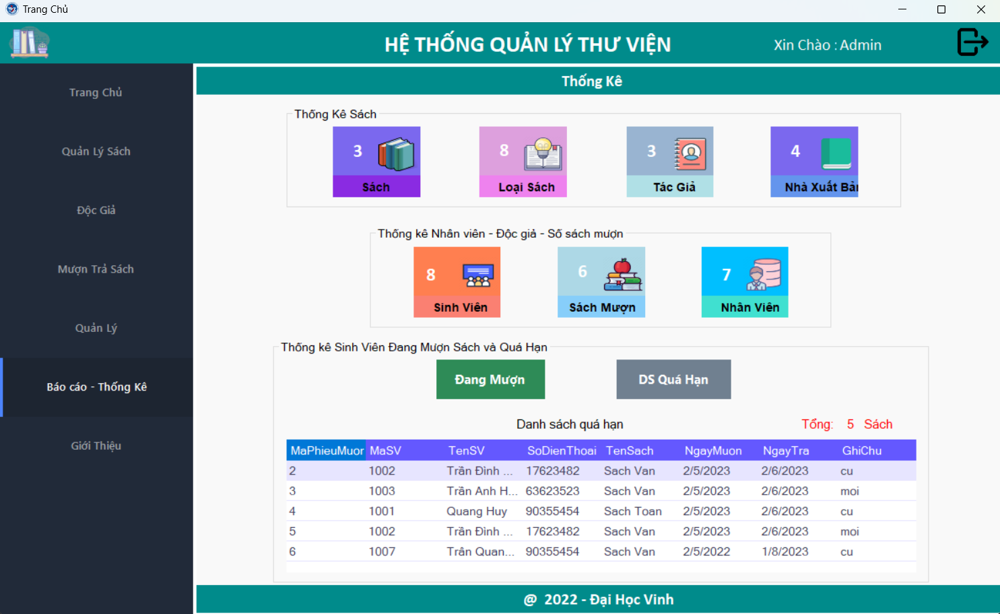 Trang Chủ
HỆ THỐNG QUẢN LÝ THƯ VIỆN
Xin Chào : Admin
Trang Chủ
Quản Lý Sách
Độc Giả
Mượn Trả Sách
Quản Lý
Báo cáo - Thống Kê
Giới Thiệu
Thống Kê
Thống Kê Sách
3 8 3 4
Sách Loại Sách Tác Giả Nhà Xuất Bản
Thống kê Nhân viên - Độc giả - Số sách mượn
8 6 7
Sinh Viên Sách Mượn Nhân Viên
Thống kê Sinh Viên Đang Mượn Sách và Quá Hạn
Đang Mượn DS Quá Hạn
Danh sách quá hạn Tổng: 5 Sách
MaPhieuMuor MaSV TenSV SoDienThoai TenSach NgayMuon NgayTra GhiChu
2 1002 Trần Đình ... 17623482 Sach Van 2/5/2023 2/6/2023 cu
3 1003 Trần Anh H... 63623523 Sach Van 2/5/2023 2/6/2023 moi
4 1001 Quang Huy 90355454 Sach Toan 2/5/2023 2/6/2023 cu
5 1002 Trần Đình ... 17623482 Sach Van 2/5/2023 2/6/2023 moi
6 1007 Trân Quan... 90355454 Sach Van 2/5/2022 1/8/2023 cu
@ 2022 - Đại Học Vinh